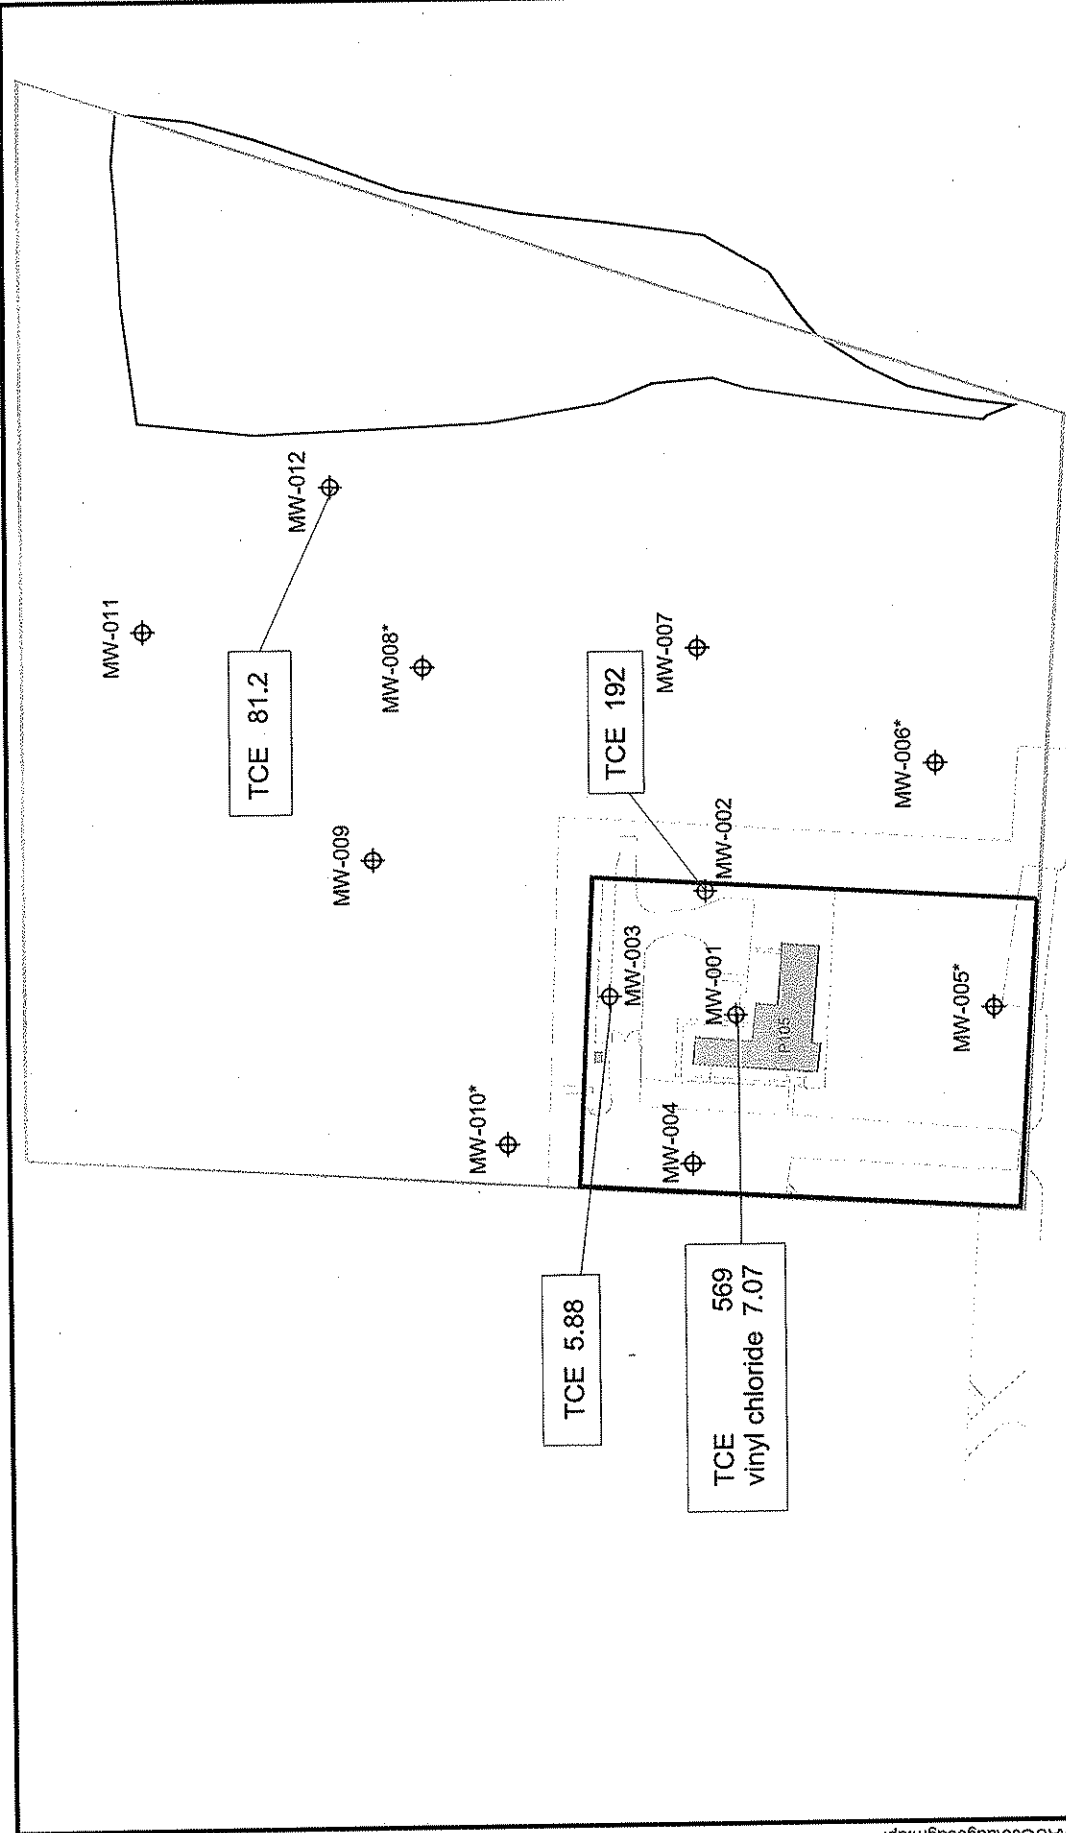 MW-011
MW-012
TCE 81.2
MW-008*
MW-009
MW-007
TCE 192
MW-006*
MW-002
MW-003
MW-001
P105
MW-005*
MW-010*
MW-004
TCE 5.88
TCE 569
vinyl chloride 7.07